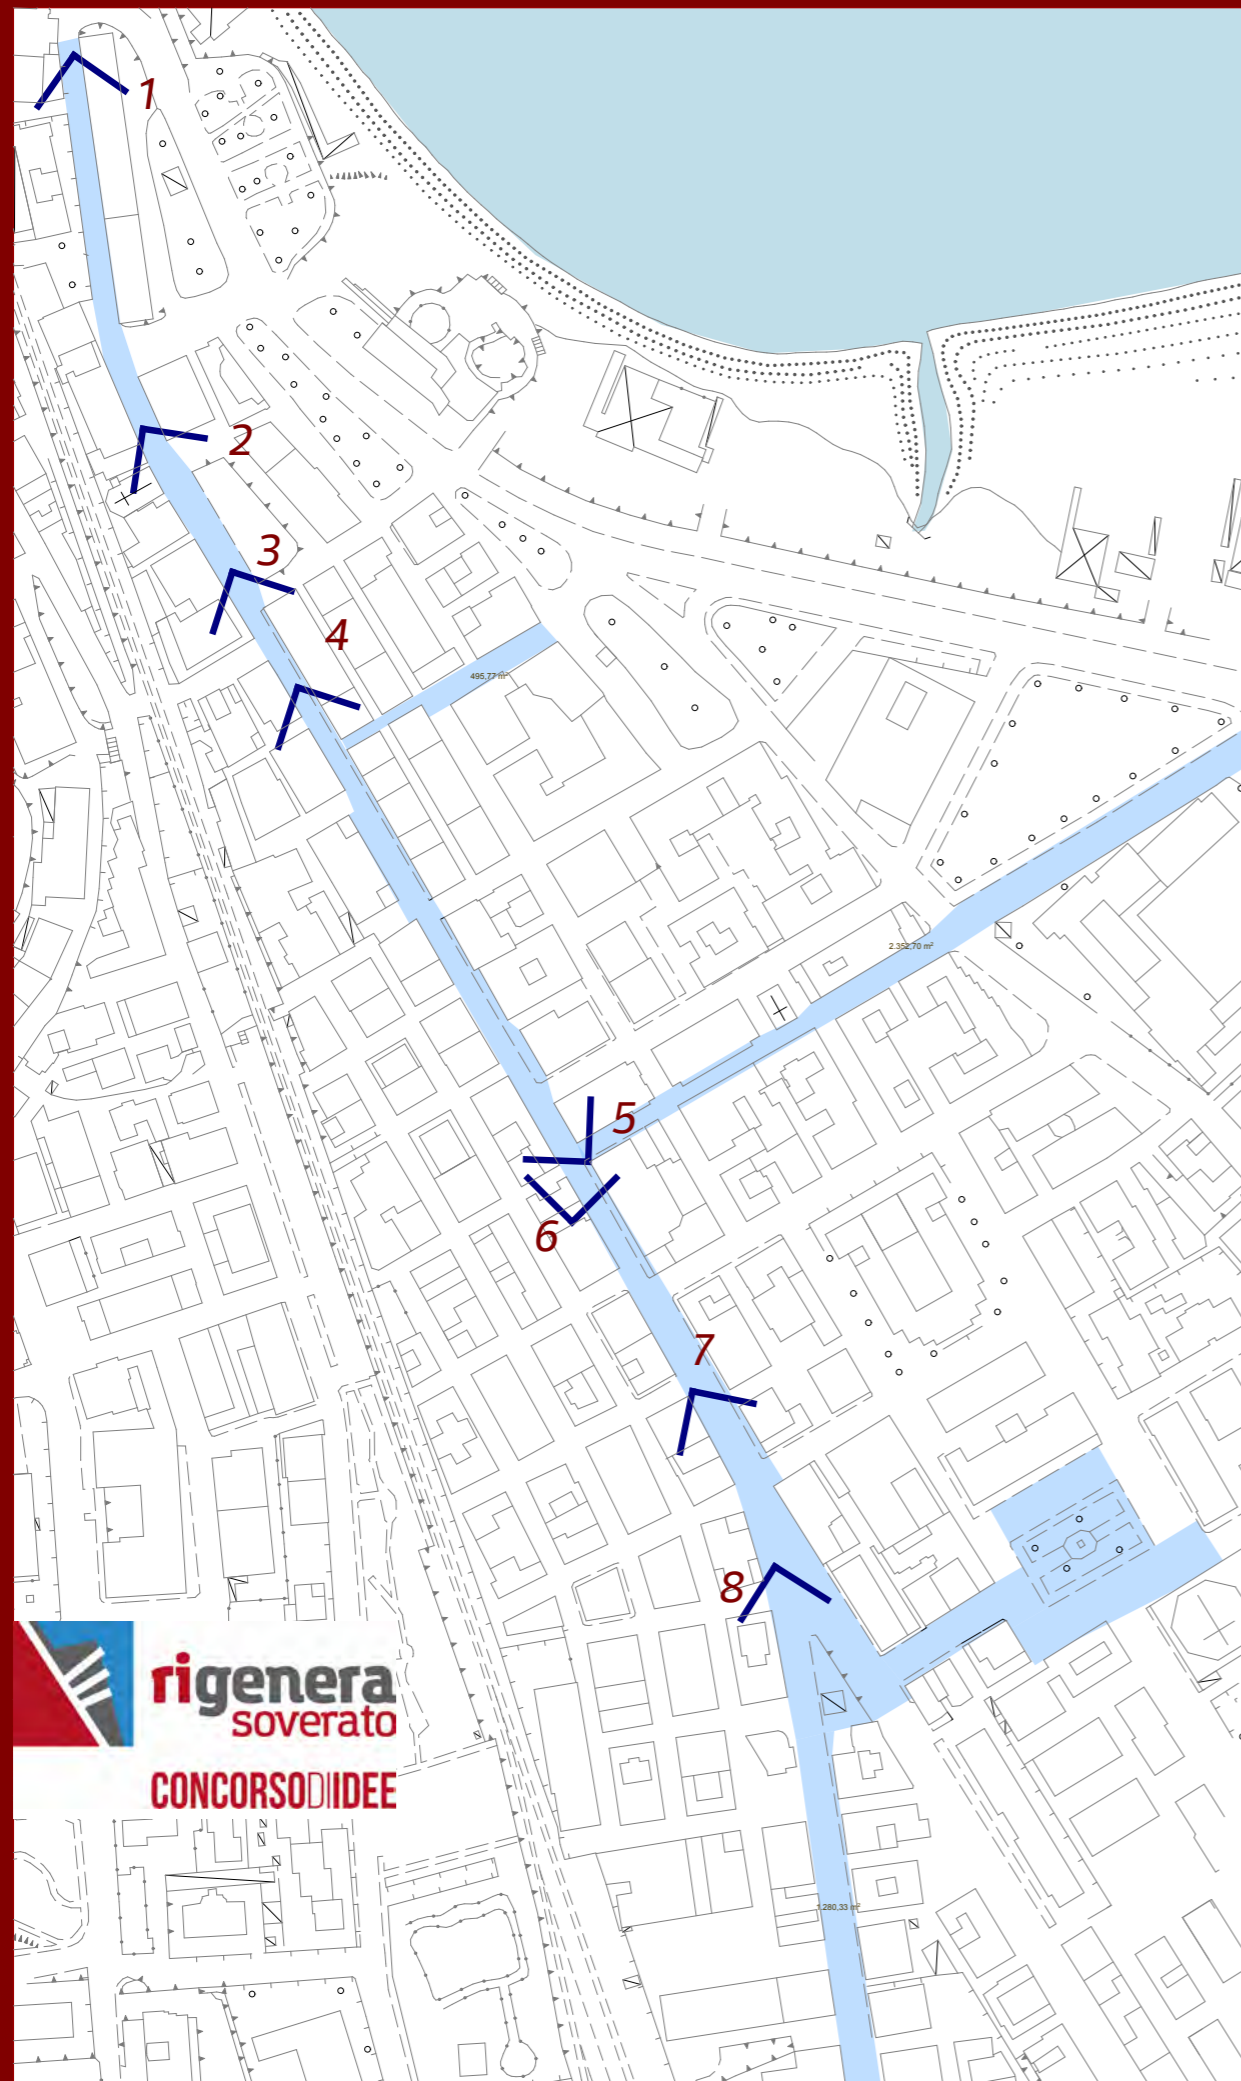 1
2
3
4
495,77 m²
2.352,70 m²
5
6
7
8
rigenera
soverato
CONCORSODIIDEE
1.280,33 m²